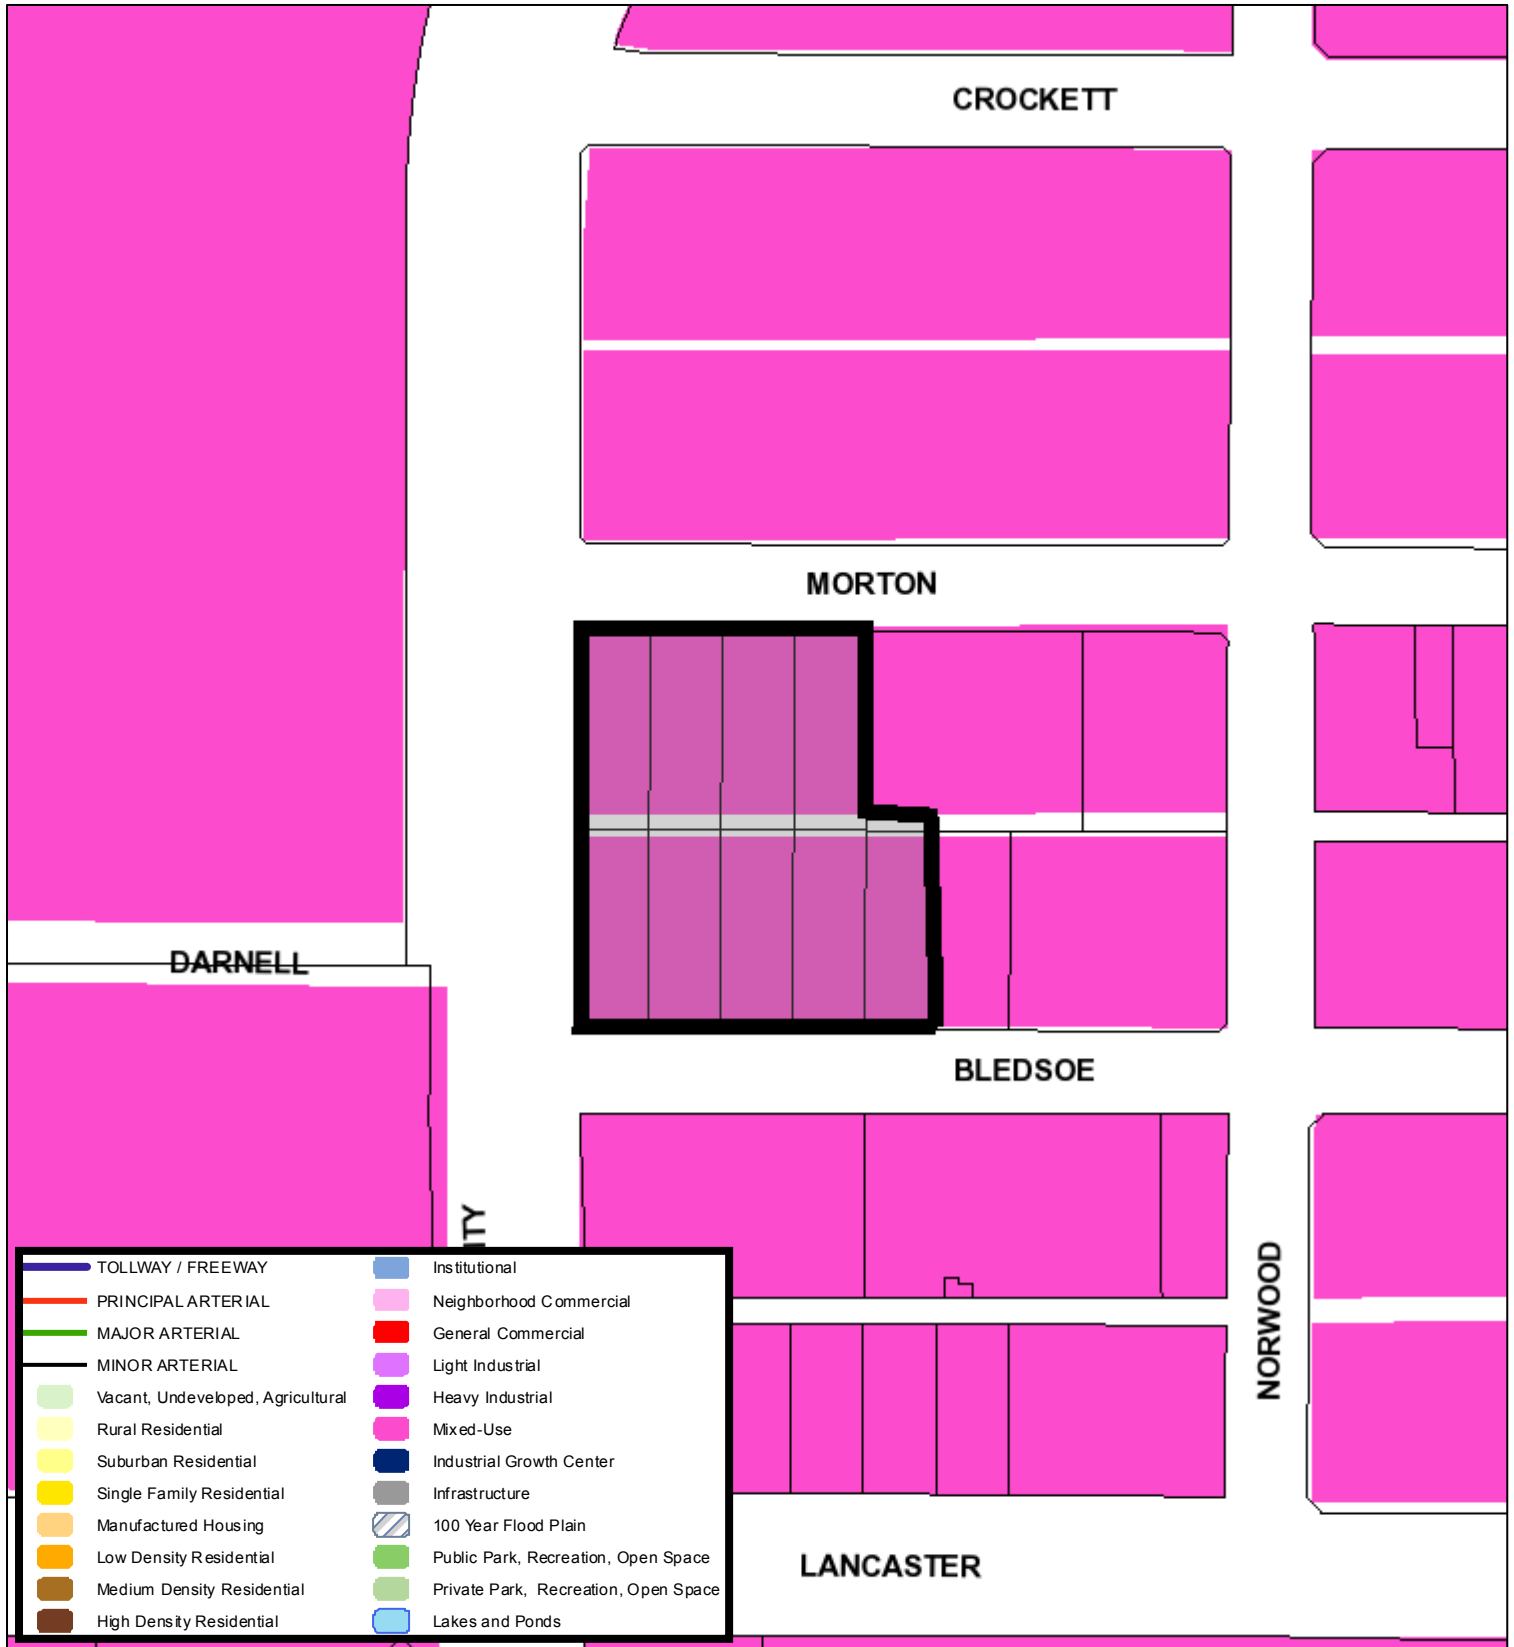 CROCKETT
MORTON
DARNELL
BLEDSOE
ITY
NORWOOD
LANCASTER
TOLLWAY / FREEWAY
PRINCIPAL ARTERIAL
MAJOR ARTERIAL
MINOR ARTERIAL
Vacant, Undeveloped, Agricultural
Rural Residential
Suburban Residential
Single Family Residential
Manufactured Housing
Low Density Residential
Medium Density Residential
High Density Residential
Institutional
Neighborhood Commercial
General Commercial
Light Industrial
Heavy Industrial
Mixed-Use
Industrial Growth Center
Infrastructure
100 Year Flood Plain
Public Park, Recreation, Open Space
Private Park, Recreation, Open Space
Lakes and Ponds